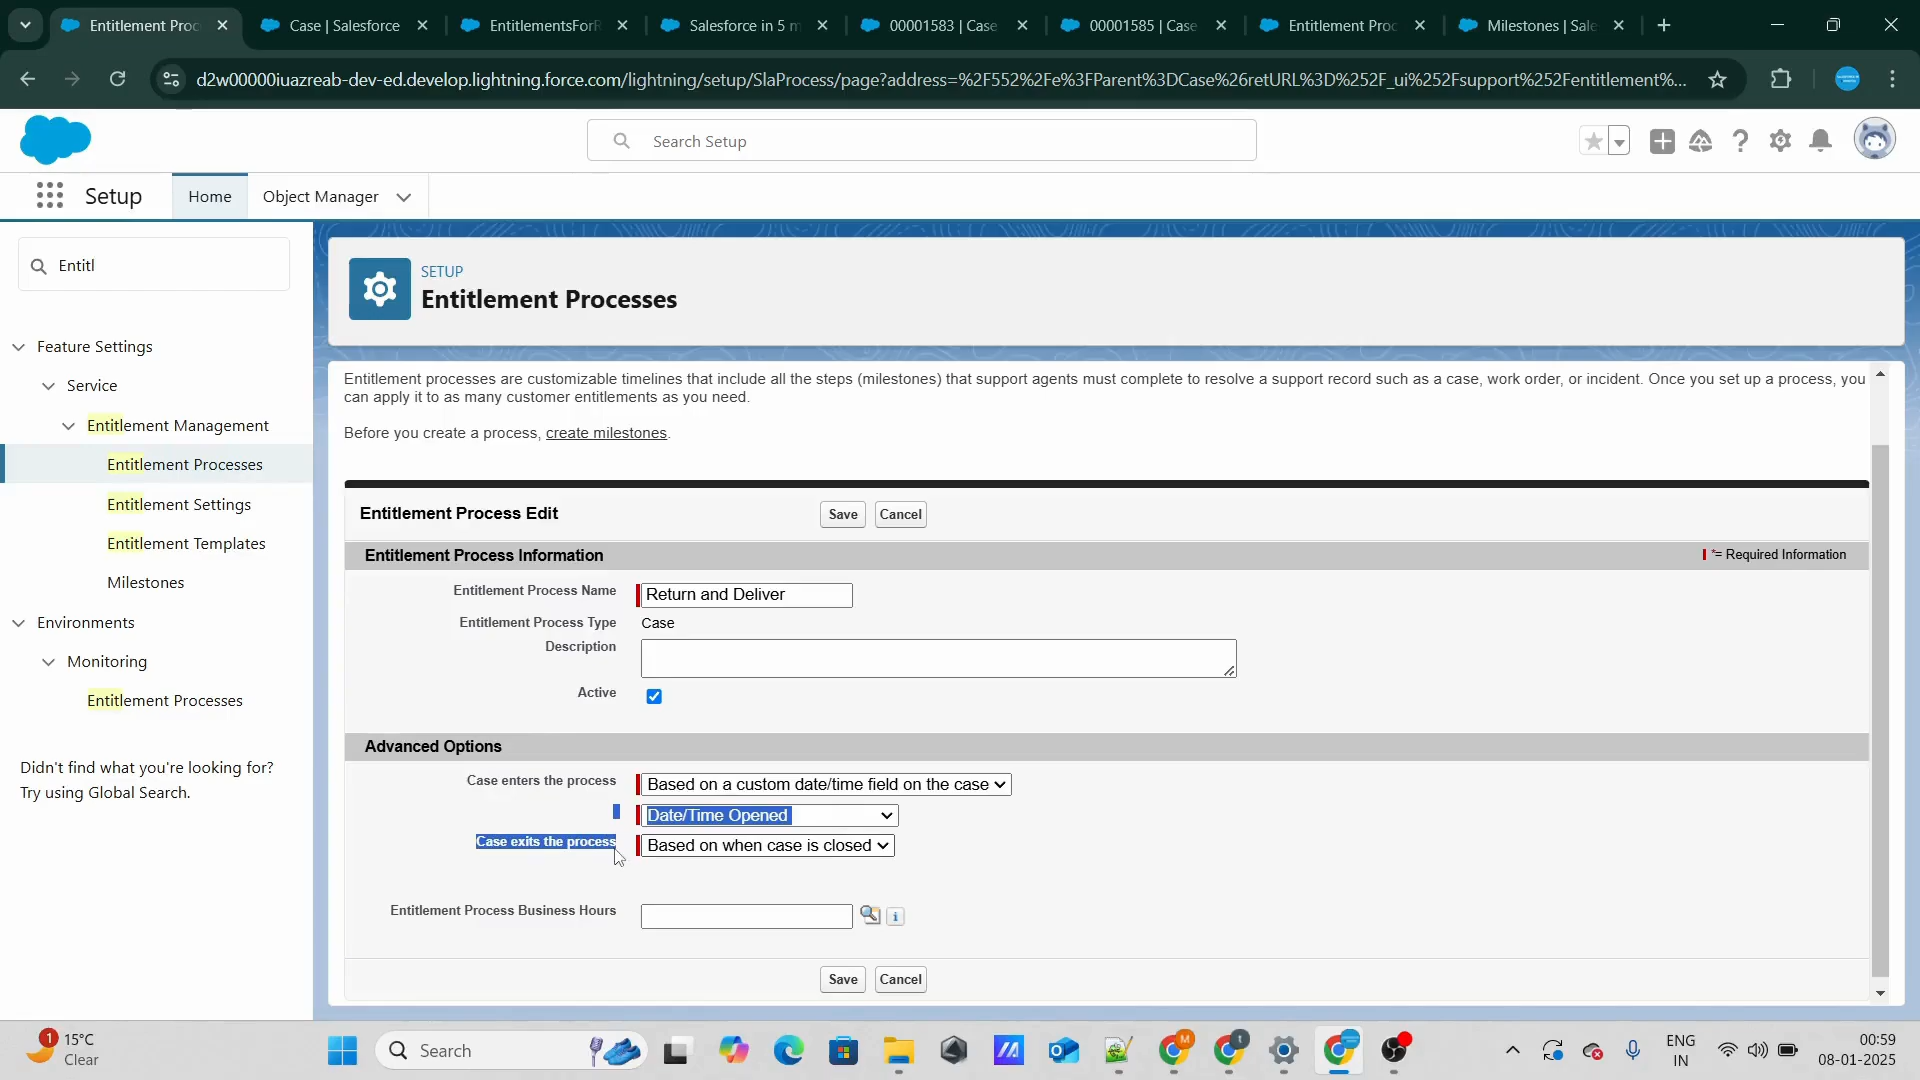 Entitlement Proc
Case | Salesforce
EntitlementsForR
Salesforce in 5 m
00001583 | Case
00001585 | Case
Entitlement Proc
Milestones | Sale
d2w00000iuazreab-dev-ed.develop.lightning.force.com/lightning/setup/SlaProcess/page?address=%2F552%2Fe%3FParent%3DCase%26retURL%3D%252F_ui%252Fsupport%252Fentitlement%...
Search Setup
Setup
Home
Object Manager
Entitl
Feature Settings
Service
Entitlement Management
Entitlement Processes
Entitlement Settings
Entitlement Templates
Milestones
Environments
Monitoring
Entitlement Processes
Didn't find what you're looking for?
Try using Global Search.
SETUP
Entitlement Processes
Entitlement processes are customizable timelines that include all the steps (milestones) that support agents must complete to resolve a support record such as a case, work order, or incident. Once you set up a process, you
can apply it to as many customer entitlements as you need.
Before you create a process, create milestones.
Entitlement Process Edit
Save
Cancel
Entitlement Process Information
*= Required Information
Entitlement Process Name
Return and Deliver
Entitlement Process Type
Case
Description
Active
Advanced Options
Case enters the process
Based on a custom date/time field on the case
Date/Time Opened
Case exits the process
Based on when case is closed
Entitlement Process Business Hours
Save
Cancel
1
15°C
Clear
Search
M
t
ENG
IN
00:59
08-01-2025